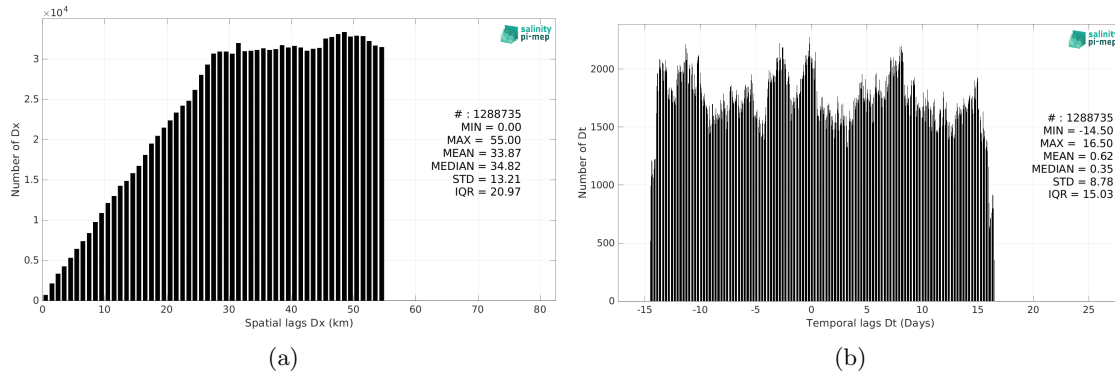 ×10⁴
3
2.5
2
1.5
1
0.5
0
Number of Dx
0 10 20 30 40 50 60 70 80
Spatial lags Dx (km)
salinity
pi-mep
# : 1288735
MIN = 0.00
MAX = 55.00
MEAN = 33.87
MEDIAN = 34.82
STD = 13.21
IQR = 20.97
(a)
2000
1500
1000
500
0
Number of Dt
-15 -10 -5 0 5 10 15 20 25
Temporal lags Dt (Days)
salinity
pi-mep
# : 1288735
MIN = -14.50
MAX = 16.50
MEAN = 0.62
MEDIAN = 0.35
STD = 8.78
IQR = 15.03
(b)